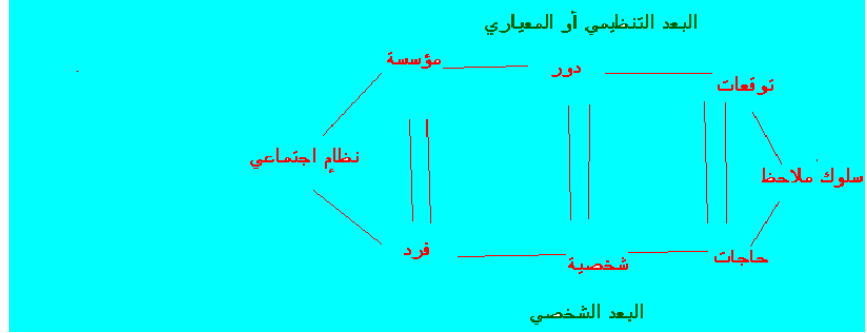 البعد التنظيمي أو المعياري
مؤسسة
دور
توقعات
نظام اجتماعي
سلوك ملاحظ
فرد
شخصية
حاجات
البعد الشخصي